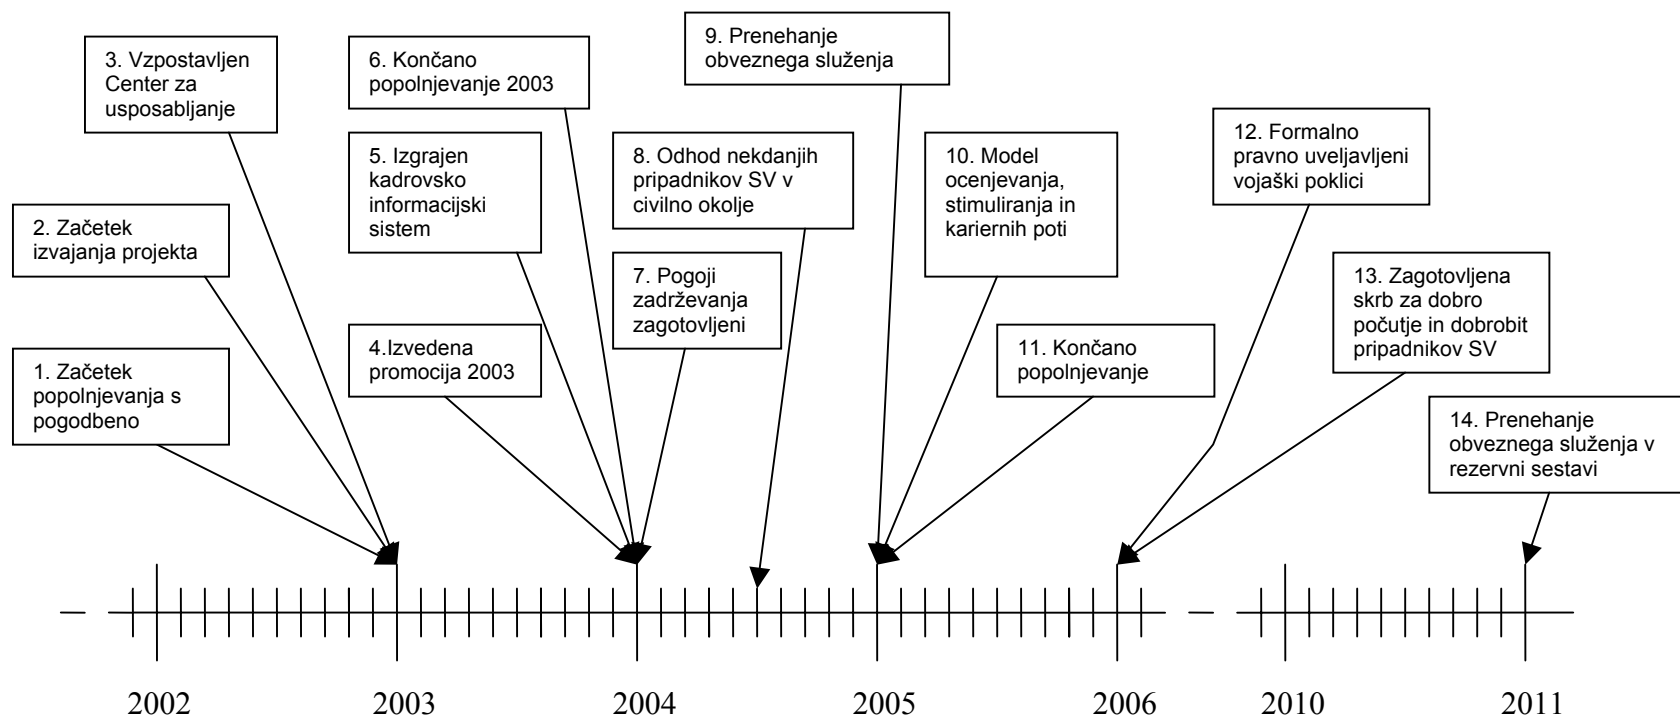 9. Prenehanje
obveznega služenja
3. Vzpostavljen
Center za
usposabljanje
6. Končano
popolnjevanje 2003
12. Formalno
pravno uveljavljeni
vojaški poklici
5. Izgrajen
kadrovsko
informacijski
sistem
8. Odhod nekdanjih
pripadnikov SV v
civilno okolje
10. Model
ocenjevanja,
stimuliranja in
kariernih poti
2. Začetek
izvajanja projekta
7. Pogoji
zadrževanja
zagotovljeni
13. Zagotovljena
skrb za dobro
počutje in dobrobit
pripadnikov SV
4.Izvedena
promocija 2003
11. Končano
popolnjevanje
1. Začetek
popolnjevanja s
pogodbeno
14. Prenehanje
obveznega služenja v
rezervni sestavi
2002 2003 2004 2005 2006 2010 2011